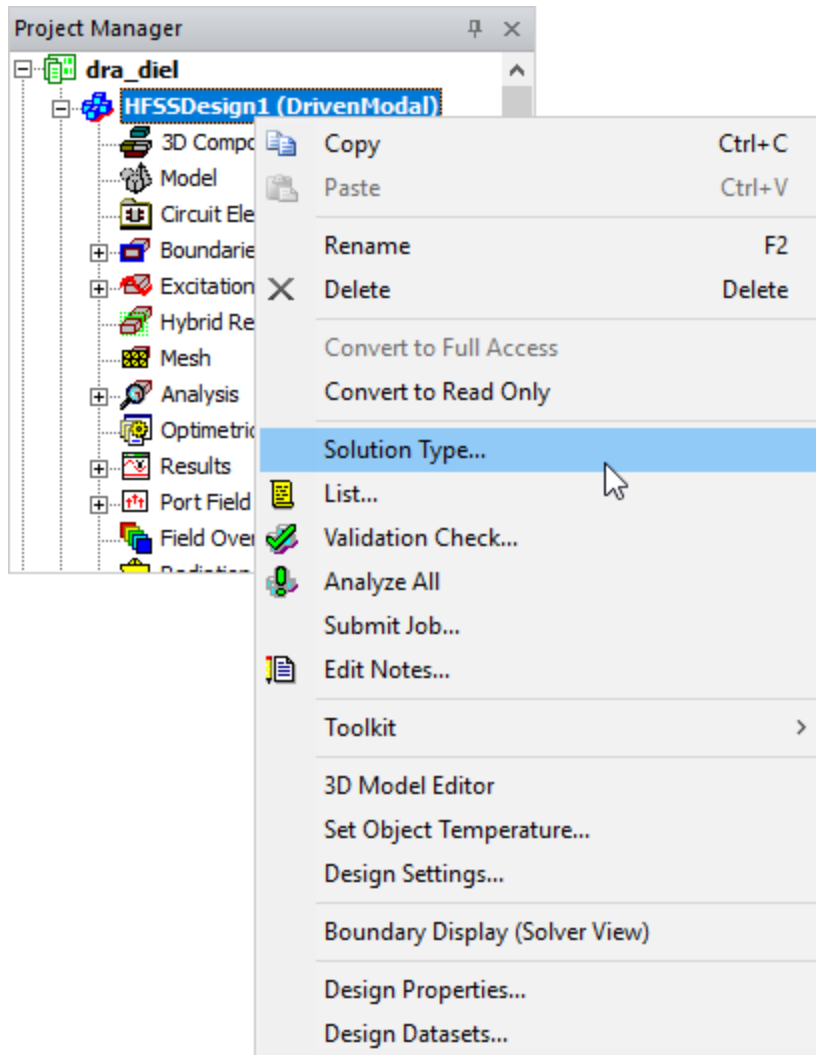 Project Manager
dra_diel
HFSSDesign1 (DrivenModal)
3D Compo
Model
Circuit Ele
Boundarie
Excitation
Hybrid Re
Mesh
Analysis
Optimetric
Results
Port Field
Field Over
Radiation
Copy Ctrl+C
Paste Ctrl+V
Rename F2
Delete Delete
Convert to Full Access
Convert to Read Only
Solution Type...
List...
Validation Check...
Analyze All
Submit Job...
Edit Notes...
Toolkit
3D Model Editor
Set Object Temperature...
Design Settings...
Boundary Display (Solver View)
Design Properties...
Design Datasets...